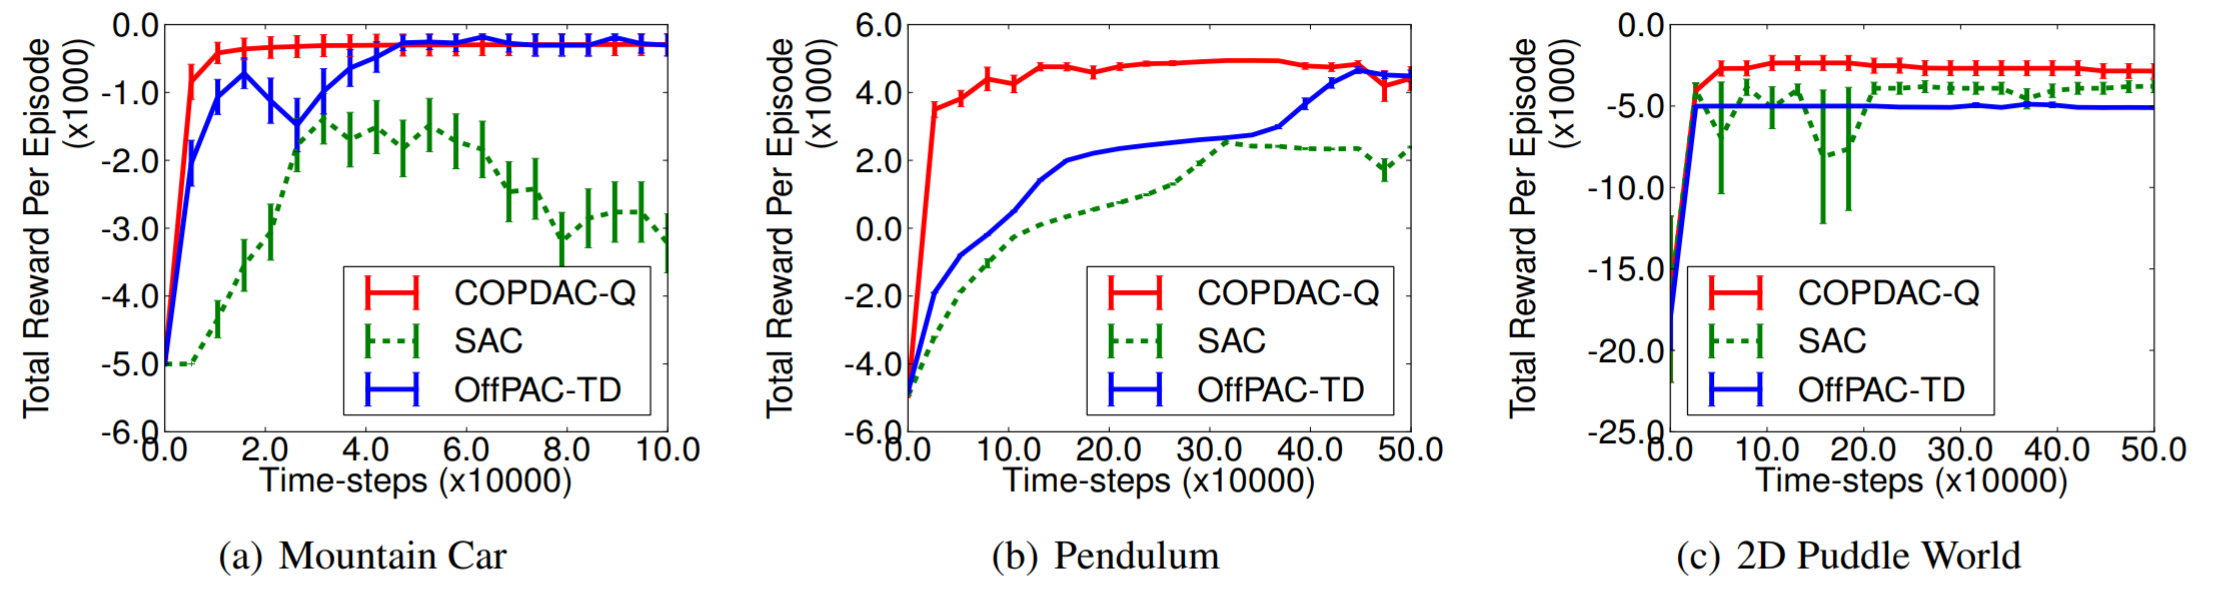 Total Reward Per Episode
(x1000)
0.0
-1.0
-2.0
-3.0
-4.0
-5.0
-6.0
0.0 2.0 4.0 6.0 8.0 10.0
Time-steps (x10000)
COPDAC-Q
SAC
OffPAC-TD
(a) Mountain Car
Total Reward Per Episode
(x1000)
6.0
4.0
2.0
0.0
-2.0
-4.0
-6.0
0.0 10.0 20.0 30.0 40.0 50.0
Time-steps (x10000)
COPDAC-Q
SAC
OffPAC-TD
(b) Pendulum
Total Reward Per Episode
(x1000)
0.0
-5.0
-10.0
-15.0
-20.0
-25.0
0.0 10.0 20.0 30.0 40.0 50.0
Time-steps (x10000)
COPDAC-Q
SAC
OffPAC-TD
(c) 2D Puddle World